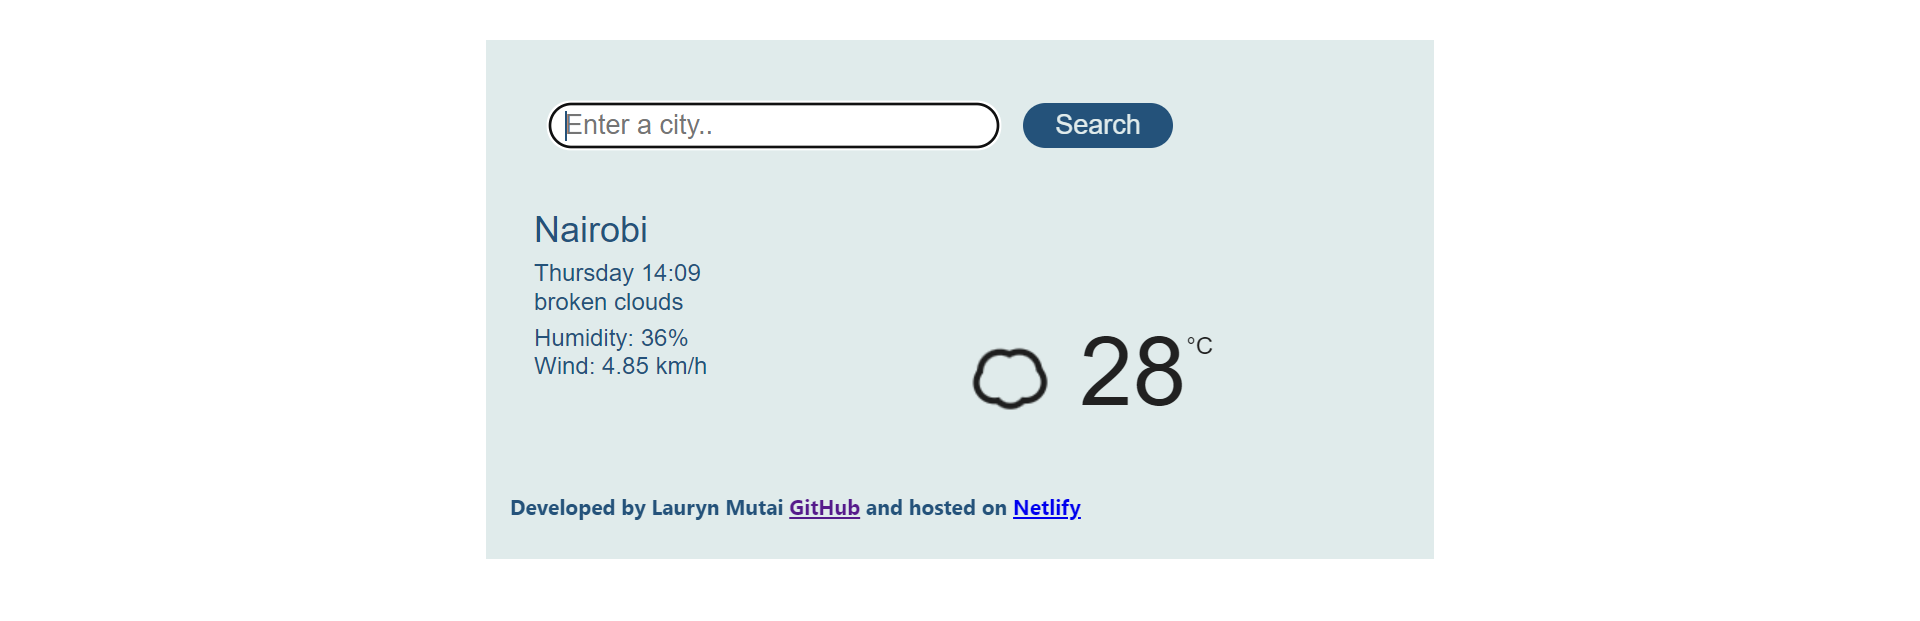 Enter a city..
Search
Nairobi
Thursday 14:09
broken clouds
Humidity: 36%
Wind: 4.85 km/h
28 °C
Developed by Lauryn Mutai GitHub and hosted on Netlify